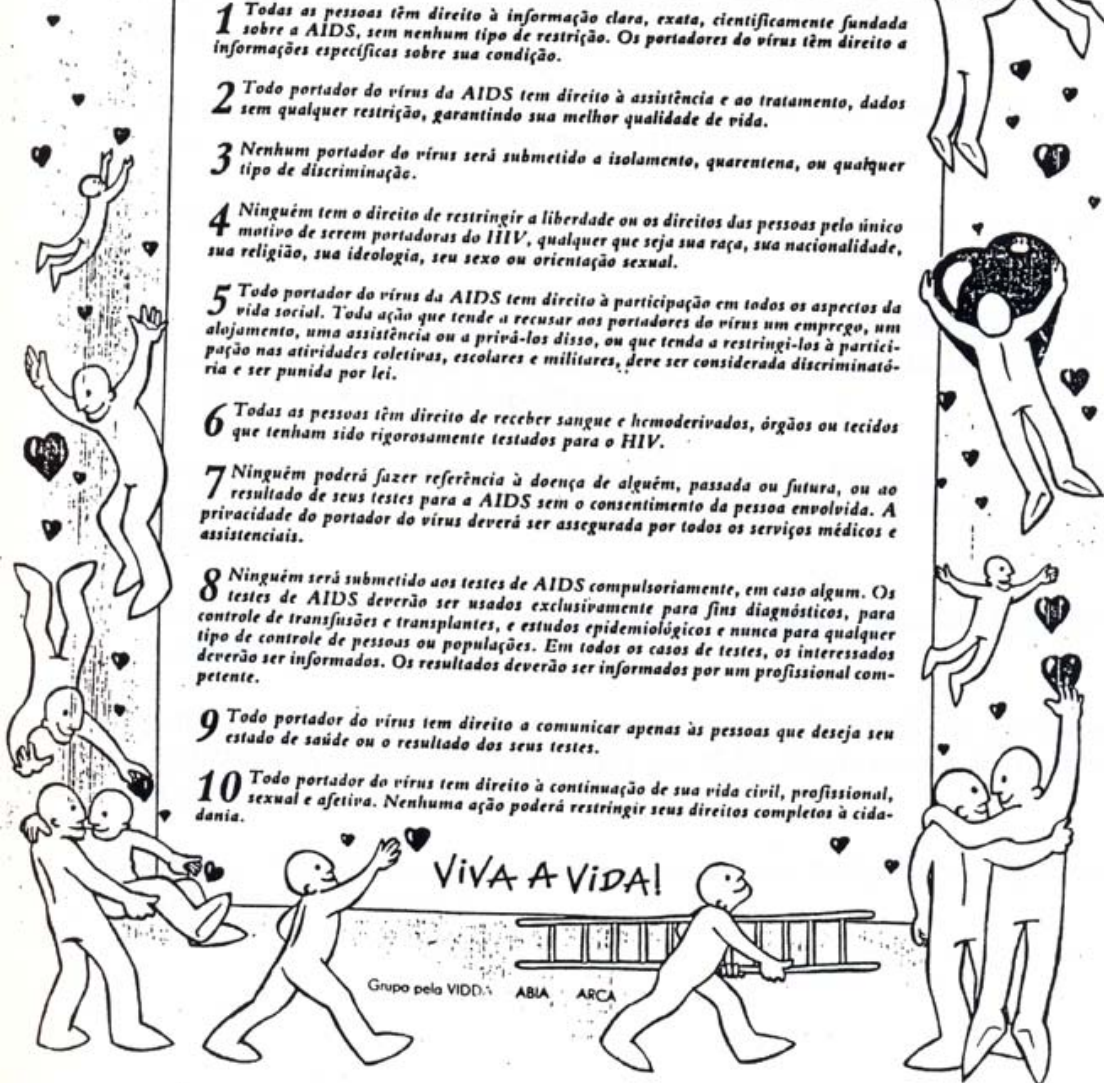 1 Todas as pessoas têm direito à informação clara, exata, cientificamente fundada
sobre a AIDS, sem nenhum tipo de restrição. Os portadores do vírus têm direito a
informações específicas sobre sua condição.
2 Todo portador do vírus da AIDS tem direito à assistência e ao tratamento, dados
sem qualquer restrição, garantindo sua melhor qualidade de vida.
3 Nenhum portador do vírus será submetido a isolamento, quarentena, ou qualquer
tipo de discriminação.
4 Ninguém tem o direito de restringir a liberdade ou os direitos das pessoas pelo único
motivo de serem portadoras do HIV, qualquer que seja sua raça, sua nacionalidade,
sua religião, sua ideologia, seu sexo ou orientação sexual.
5 Todo portador do vírus da AIDS tem direito à participação em todos os aspectos da
vida social. Toda ação que tende a recusar aos portadores do vírus um emprego, um
alojamento, uma assistência ou a privá-los disso, ou que tenda a restringi-los à partici-
pação nas atividades coletivas, escolares e militares, deve ser considerada discriminató-
ria e ser punida por lei.
6 Todas as pessoas têm direito de receber sangue e hemoderivados, órgãos ou tecidos
que tenham sido rigorosamente testados para o HIV.
7 Ninguém poderá fazer referência à doença de alguém, passada ou futura, ou ao
resultado de seus testes para a AIDS sem o consentimento da pessoa envolvida. A
privacidade do portador do vírus deverá ser assegurada por todos os serviços médicos e
assistenciais.
8 Ninguém será submetido aos testes de AIDS compulsoriamente, em caso algum. Os
testes de AIDS deverão ser usados exclusivamente para fins diagnósticos, para
controle de transfusões e transplantes, e estudos epidemiológicos e nunca para qualquer
tipo de controle de pessoas ou populações. Em todos os casos de testes, os interessados
deverão ser informados. Os resultados deverão ser informados por um profissional com-
petente.
9 Todo portador do vírus tem direito a comunicar apenas às pessoas que deseja seu
estado de saúde ou o resultado dos seus testes.
10 Todo portador do vírus tem direito à continuação de sua vida civil, profissional,
sexual e afetiva. Nenhuma ação poderá restringir seus direitos completos à cida-
dania.
VIVA A VIDA!
Grupo pela VIDDA ABIA ARCA